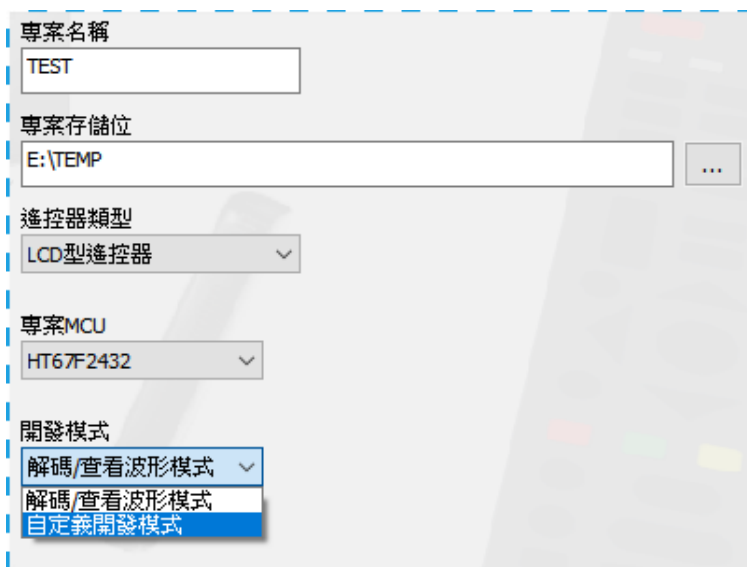 專案名稱
TEST
專案存儲位
E:\TEMP
...
遙控器類型
LCD型遙控器
專案MCU
HT67F2432
開發模式
解碼/查看波形模式
解碼/查看波形模式
自定義開發模式